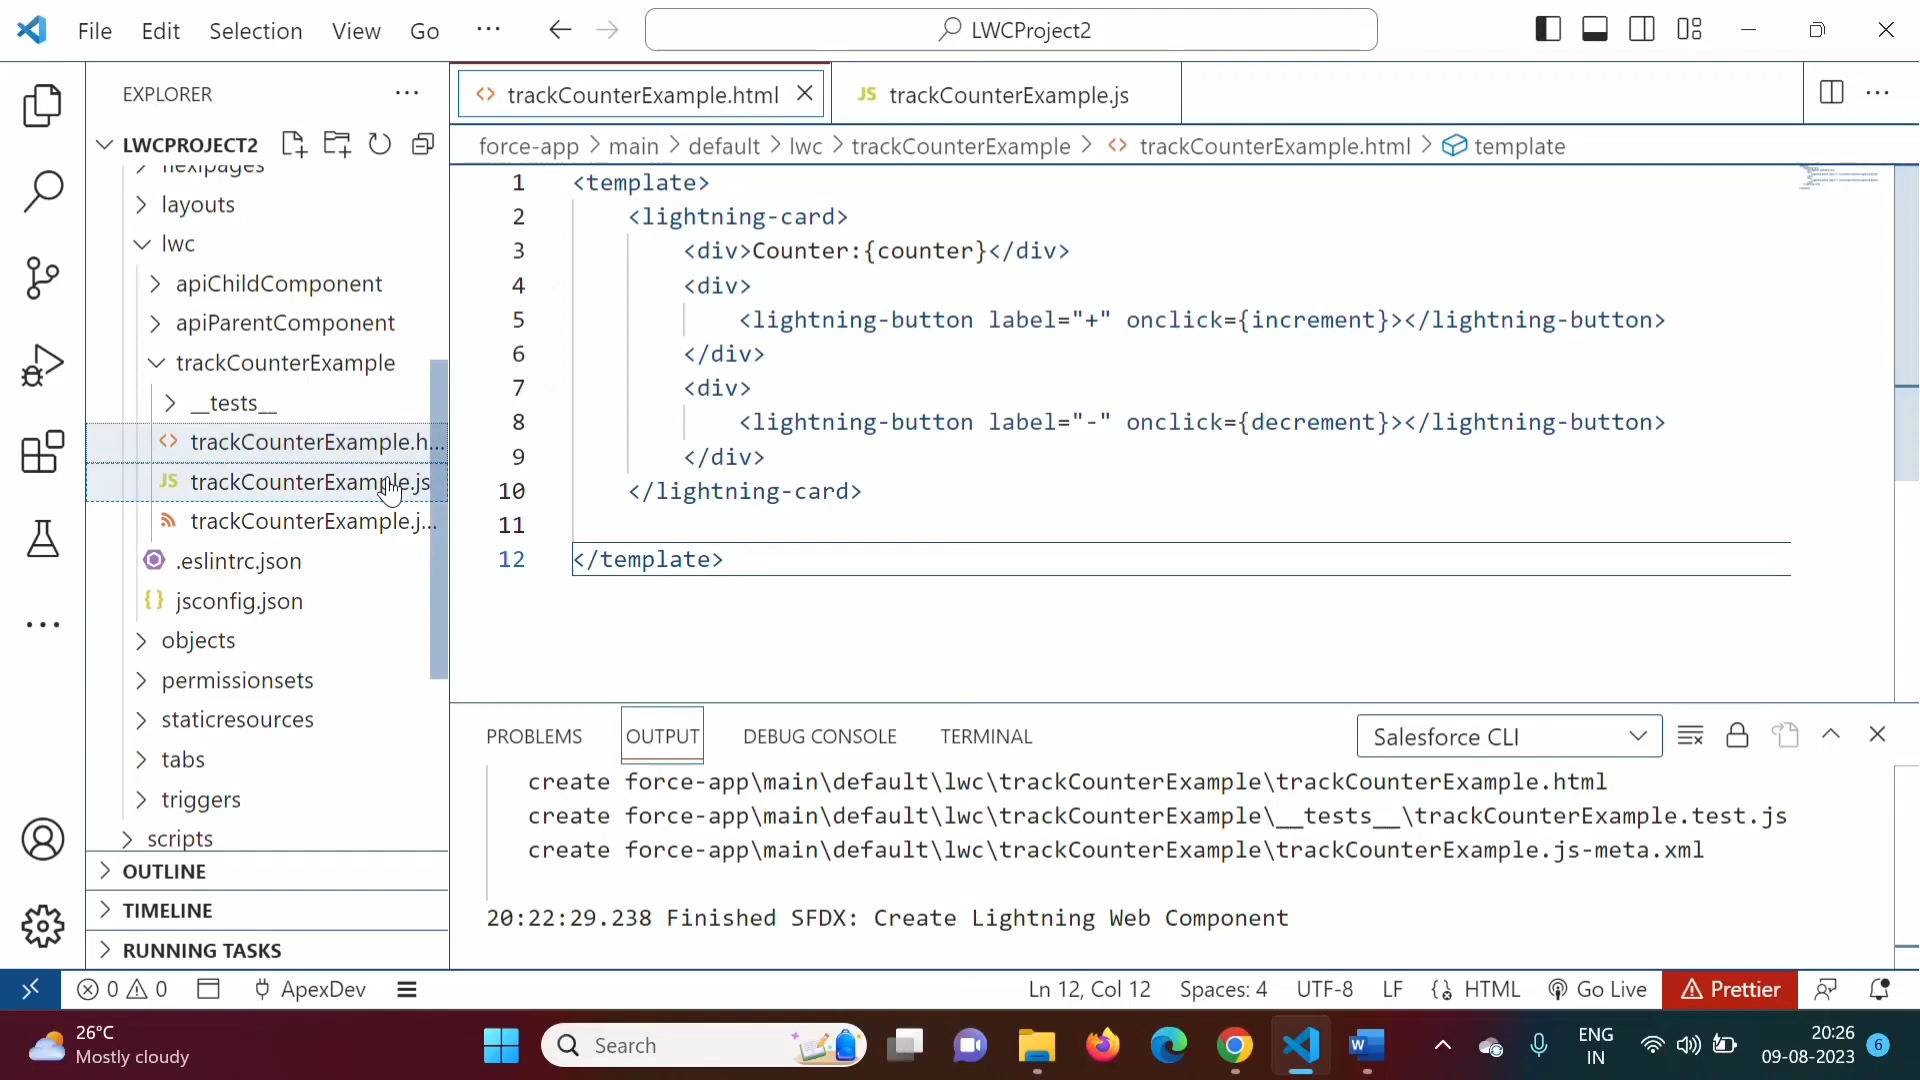 File Edit Selection View Go ··· LWCProject2
EXPLORER ···
LWCPROJECT2
flexipages
layouts
lwc
apiChildComponent
apiParentComponent
trackCounterExample
__tests__
trackCounterExample.h...
JS trackCounterExample.js
trackCounterExample.j...
.eslintrc.json
{} jsconfig.json
objects
permissionsets
staticresources
tabs
triggers
scripts
OUTLINE
TIMELINE
RUNNING TASKS
<> trackCounterExample.html JS trackCounterExample.js
force-app > main > default > lwc > trackCounterExample > <> trackCounterExample.html > template
1 <template>
2 <lightning-card>
3 <div>Counter:{counter}</div>
4 <div>
5 <lightning-button label="+" onclick={increment}></lightning-button>
6 </div>
7 <div>
8 <lightning-button label="-" onclick={decrement}></lightning-button>
9 </div>
10 </lightning-card>
11
12 </template>
PROBLEMS OUTPUT DEBUG CONSOLE TERMINAL Salesforce CLI
create force-app\main\default\lwc\trackCounterExample\trackCounterExample.html
create force-app\main\default\lwc\trackCounterExample\__tests__\trackCounterExample.test.js
create force-app\main\default\lwc\trackCounterExample\trackCounterExample.js-meta.xml
20:22:29.238 Finished SFDX: Create Lightning Web Component
0 0 ApexDev Ln 12, Col 12 Spaces: 4 UTF-8 LF HTML Go Live Prettier
26°C
Mostly cloudy
Search
ENG
IN
20:26
09-08-2023
6